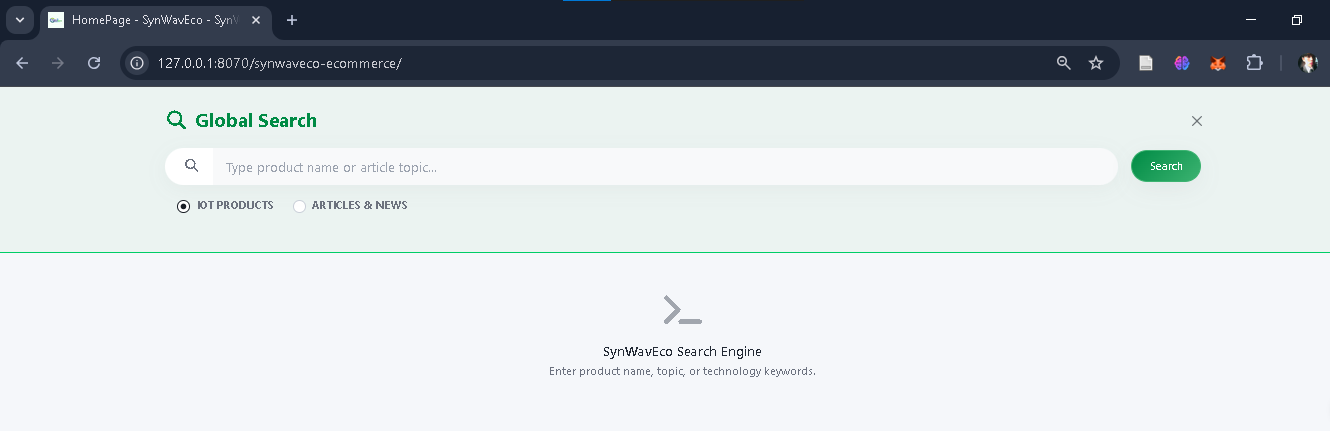 HomePage - SynWavEco - SynW
127.0.0.1:8070/synwaveco-ecommerce/
Global Search
Type product name or article topic...
Search
IOT PRODUCTS
ARTICLES & NEWS
SynWavEco Search Engine
Enter product name, topic, or technology keywords.